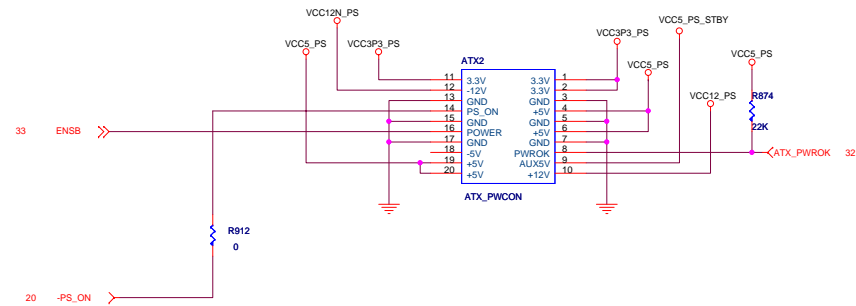 VCC12N_PS
VCC5_PS
VCC3P3_PS
VCC3P3_PS
VCC5_PS_STBY
VCC5_PS
VCC5_PS
VCC12_PS
ATX2
11 3.3V 3.3V 1
12 -12V 3.3V 2
13 GND GND 3
14 PS_ON +5V 4
15 GND GND 5
16 POWER +5V 6
17 GND GND 7
18 -5V PWROK 8
19 +5V AUX5V 9
20 +5V +12V 10
ATX_PWCON
R874
22K
33 ENSB
ATX_PWROK 32
R912
0
20 -PS_ON